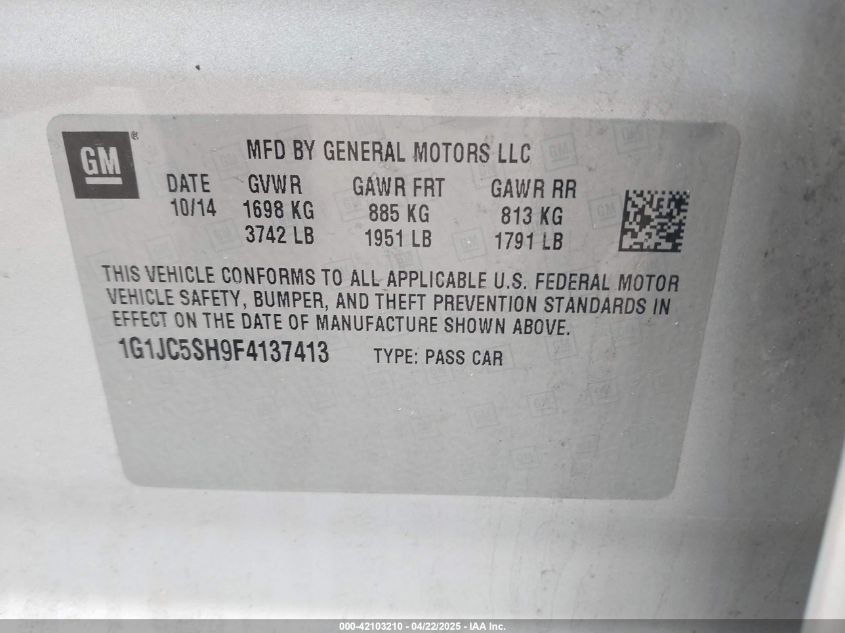 GM ®
MFD BY GENERAL MOTORS LLC
DATE GVWR GAWR FRT GAWR RR
10/14 1698 KG 885 KG 813 KG
3742 LB 1951 LB 1791 LB
THIS VEHICLE CONFORMS TO ALL APPLICABLE U.S. FEDERAL MOTOR
VEHICLE SAFETY, BUMPER, AND THEFT PREVENTION STANDARDS IN
EFFECT ON THE DATE OF MANUFACTURE SHOWN ABOVE.
1G1JC5SH9F4137413 TYPE: PASS CAR
000-42103210 - 04/22/2025 - IAA Inc.